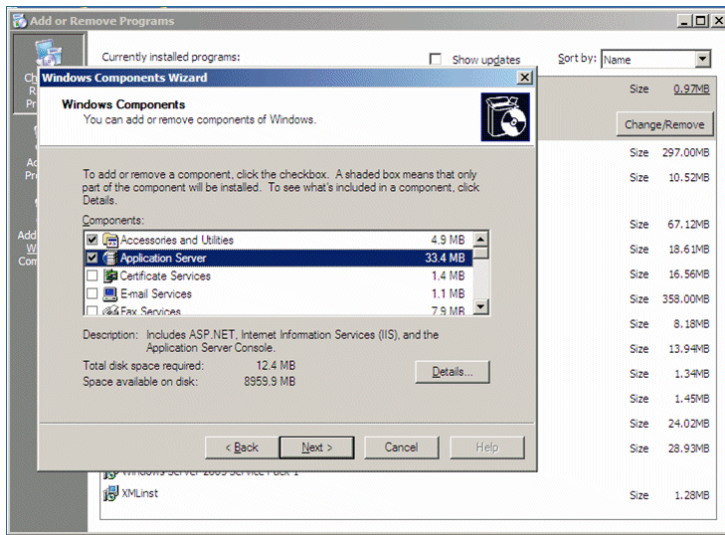 Add or Remove Programs
Currently installed programs:
Show updates
Sort by: Name
Size 0.97MB
Change/Remove
Size 297.00MB
Size 10.52MB
Size 67.12MB
Size 18.61MB
Size 16.56MB
Size 358.00MB
Size 8.18MB
Size 13.94MB
Size 1.34MB
Size 1.45MB
Size 24.02MB
Size 28.93MB
XMLinst
Size 1.28MB
Windows Components Wizard
Windows Components
You can add or remove components of Windows.
To add or remove a component, click the checkbox. A shaded box means that only
part of the component will be installed. To see what's included in a component, click
Details.
Components:
Accessories and Utilities 4.9 MB
Application Server 33.4 MB
Certificate Services 1.4 MB
E-mail Services 1.1 MB
Fax Services 7.9 MB
Description: Includes ASP.NET, Internet Information Services (IIS), and the
Application Server Console.
Total disk space required: 12.4 MB
Space available on disk: 8959.9 MB
Details...
< Back
Next >
Cancel
Help